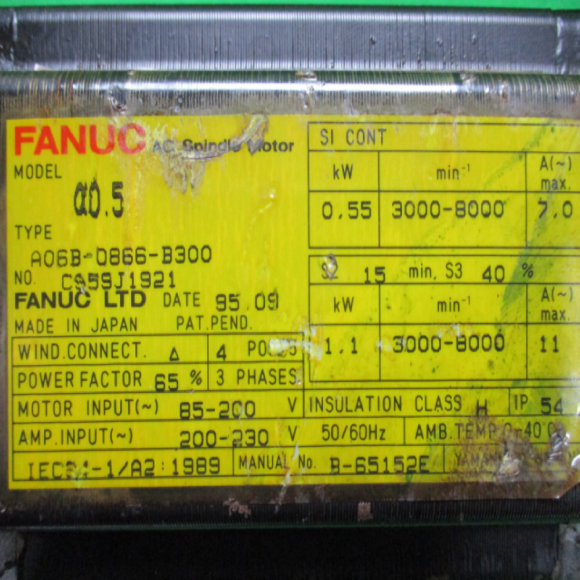 FANUC AC Spindle Motor
MODEL
α0.5
TYPE
A06B-0866-B300
NO. C959J1921
FANUC LTD DATE 95.09
MADE IN JAPAN PAT.PEND.
WIND.CONNECT. Δ 4 POLES
POWER FACTOR 65 % 3 PHASES
MOTOR INPUT(~) 85-200 V
AMP.INPUT(~) 200-230 V
SI CONT
kW min⁻¹ A(~) max.
0.55 3000-8000 7.0
S2 15 min, S3 40 %
kW min⁻¹ A(~) max.
1.1 3000-8000 11
INSULATION CLASS H IP 54
50/60Hz AMB.TEMP. 0-40°C
IEC34-1/A2:1989 MANUAL No. B-65152E